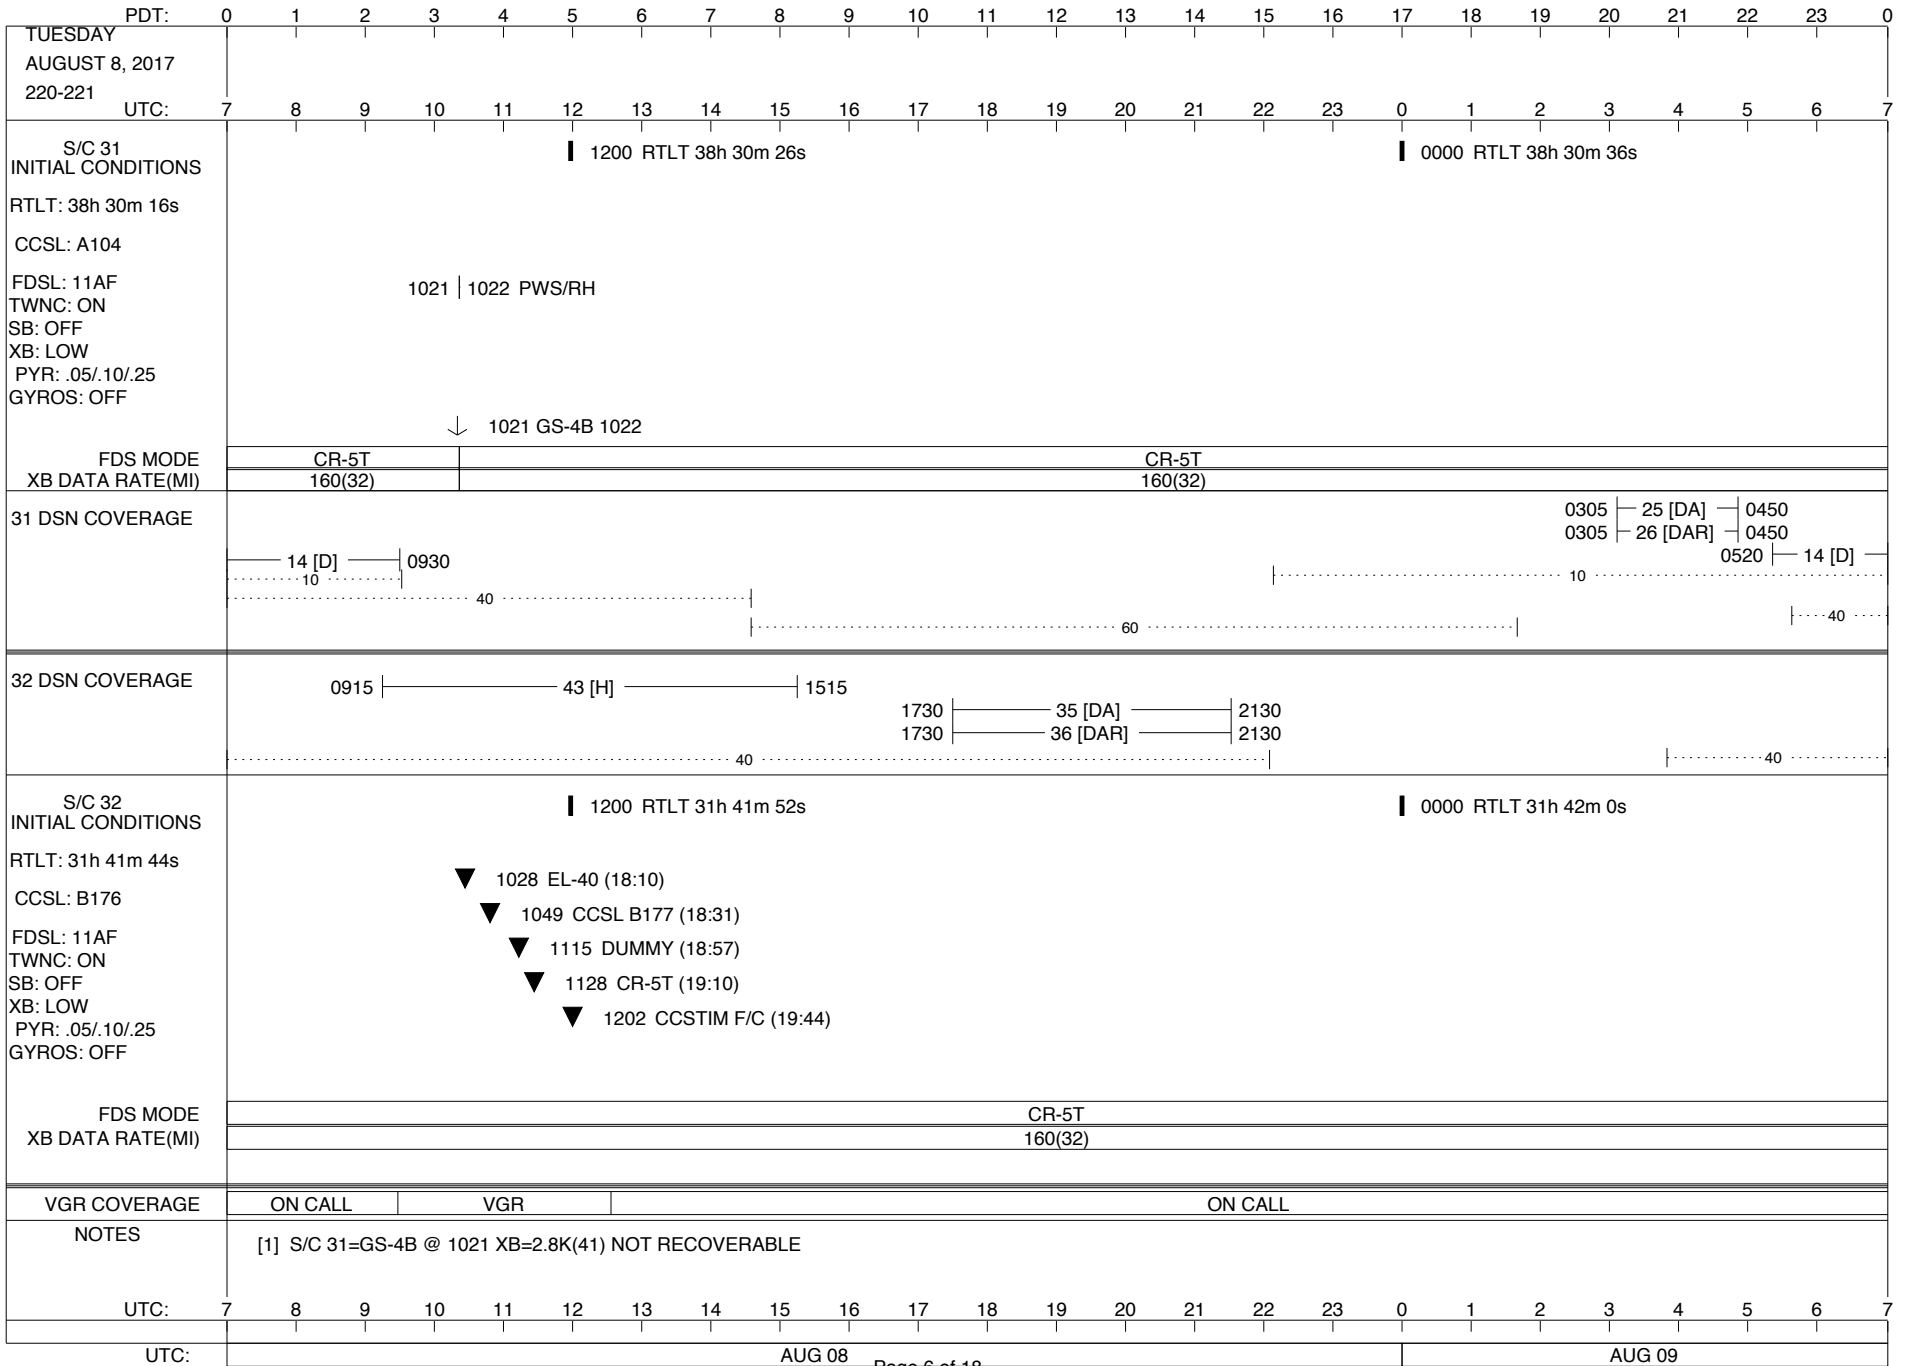 PDT: 0 1 2 3 4 5 6 7 8 9 10 11 12 13 14 15 16 17 18 19 20 21 22 23 0
TUESDAY
AUGUST 8, 2017
220-221
UTC: 7 8 9 10 11 12 13 14 15 16 17 18 19 20 21 22 23 0 1 2 3 4 5 6 7
S/C 31
INITIAL CONDITIONS
1200 RTLT 38h 30m 26s
0000 RTLT 38h 30m 36s
RTLT: 38h 30m 16s
CCSL: A104
FDSL: 11AF
1021 1022 PWS/RH
TWNC: ON
SB: OFF
XB: LOW
PYR: .05/.10/.25
GYROS: OFF
1021 GS-4B 1022
FDS MODE CR-5T CR-5T
XB DATA RATE(MI) 160(32) 160(32)
31 DSN COVERAGE
0305 25 [DA] 0450
0305 26 [DAR] 0450
14 [D] 0930
0520 14 [D]
10
10
40
40
60
32 DSN COVERAGE
0915 43 [H] 1515
1730 35 [DA] 2130
1730 36 [DAR] 2130
40
40
S/C 32
INITIAL CONDITIONS
1200 RTLT 31h 41m 52s
0000 RTLT 31h 42m 0s
RTLT: 31h 41m 44s
1028 EL-40 (18:10)
CCSL: B176
1049 CCSL B177 (18:31)
FDSL: 11AF
1115 DUMMY (18:57)
TWNC: ON
SB: OFF
1128 CR-5T (19:10)
XB: LOW
1202 CCSTIM F/C (19:44)
PYR: .05/.10/.25
GYROS: OFF
FDS MODE CR-5T
XB DATA RATE(MI) 160(32)
VGR COVERAGE ON CALL VGR ON CALL
NOTES
[1] S/C 31=GS-4B @ 1021 XB=2.8K(41) NOT RECOVERABLE
UTC: 7 8 9 10 11 12 13 14 15 16 17 18 19 20 21 22 23 0 1 2 3 4 5 6 7
UTC: AUG 08 AUG 09
Page 6 of 18